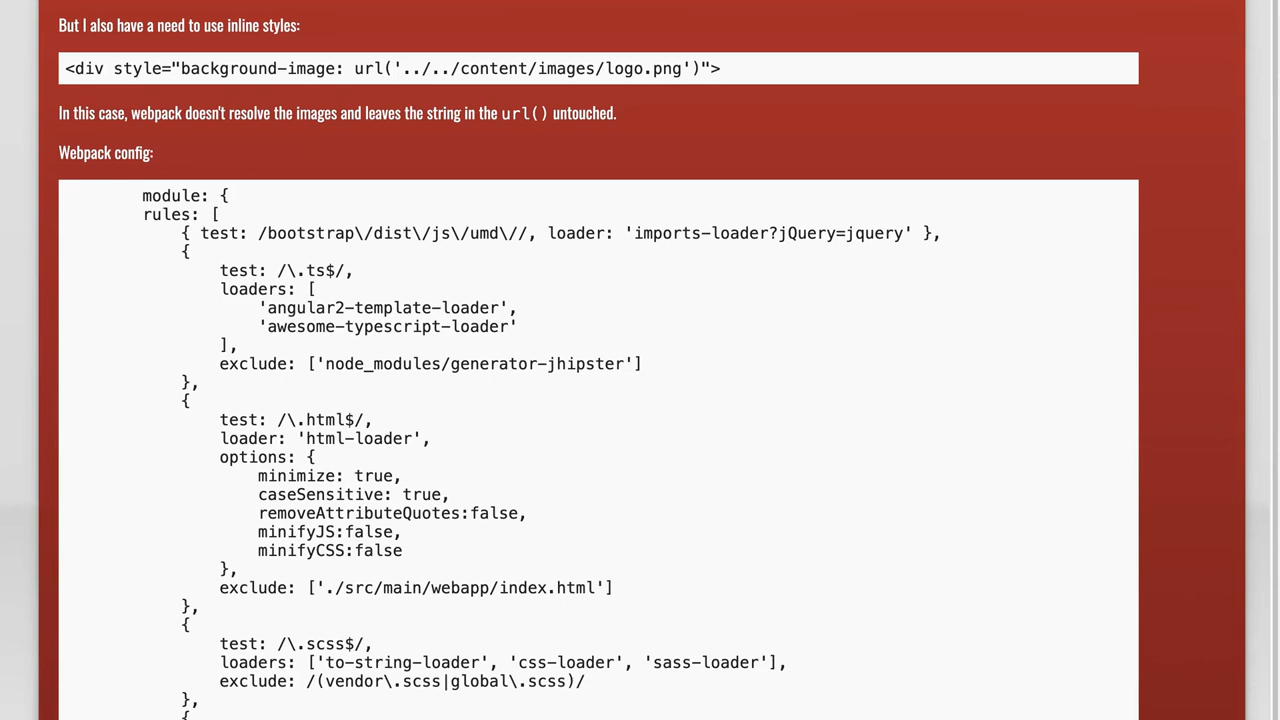 But I also have a need to use inline styles:
<div style="background-image: url('../../content/images/logo.png')">
In this case, webpack doesn't resolve the images and leaves the string in the url() untouched.
Webpack config:
module: {
rules: [
{ test: /bootstrap\/dist\/js\/umd\//, loader: 'imports-loader?jQuery=jquery' },
{
test: /\.ts$/,
loaders: [
'angular2-template-loader',
'awesome-typescript-loader'
],
exclude: ['node_modules/generator-jhipster']
},
{
test: /\.html$/,
loader: 'html-loader',
options: {
minimize: true,
caseSensitive: true,
removeAttributeQuotes:false,
minifyJS:false,
minifyCSS:false
},
exclude: ['./src/main/webapp/index.html']
},
{
test: /\.scss$/,
loaders: ['to-string-loader', 'css-loader', 'sass-loader'],
exclude: /(vendor\.scss|global\.scss)/
},
{